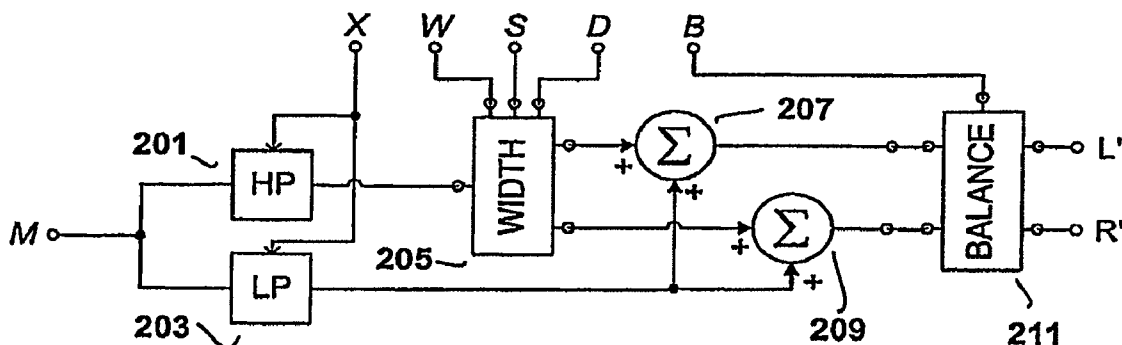 X W S D B
207
201
HP
WIDTH
Σ
+ +
BALANCE
L'
M
Σ
R'
205
+
LP
+
203
209
211